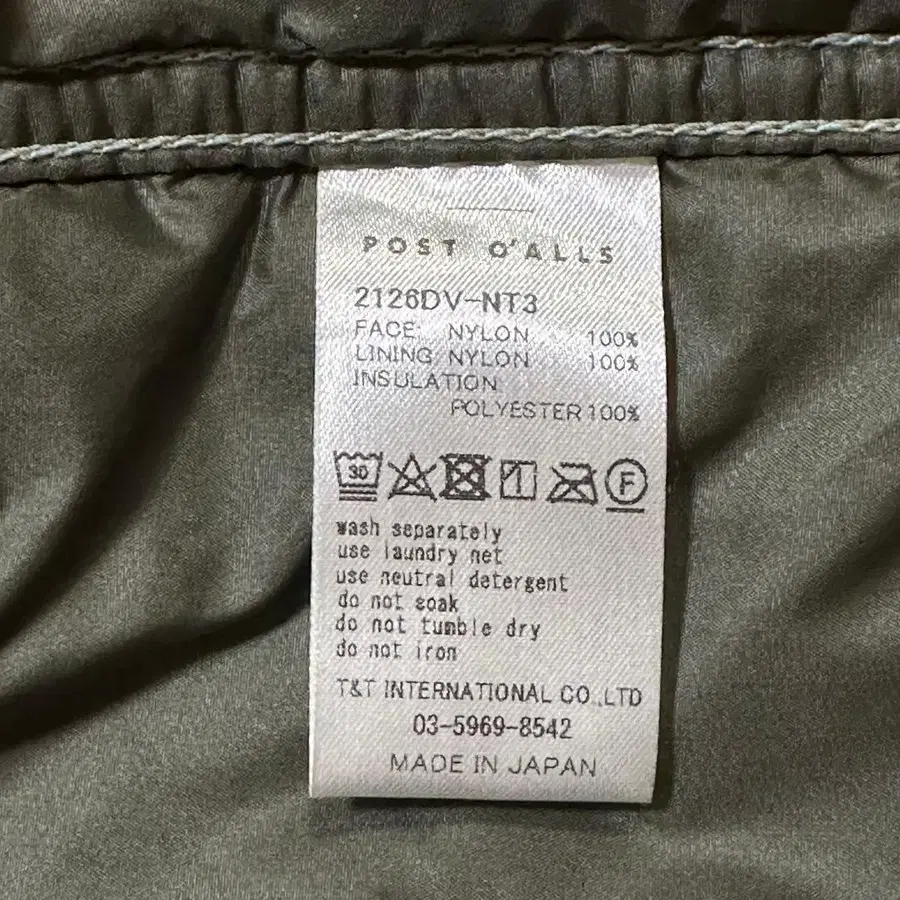 POST O'ALLS
2126DV-NT3
FACE: NYLON 100%
LINING NYLON 100%
INSULATION
POLYESTER 100%
30 F
wash separately
use laundry net
use neutral detergent
do not soak
do not tumble dry
do not iron
T&T INTERNATIONAL CO.,LTD
03-5969-8542
MADE IN JAPAN